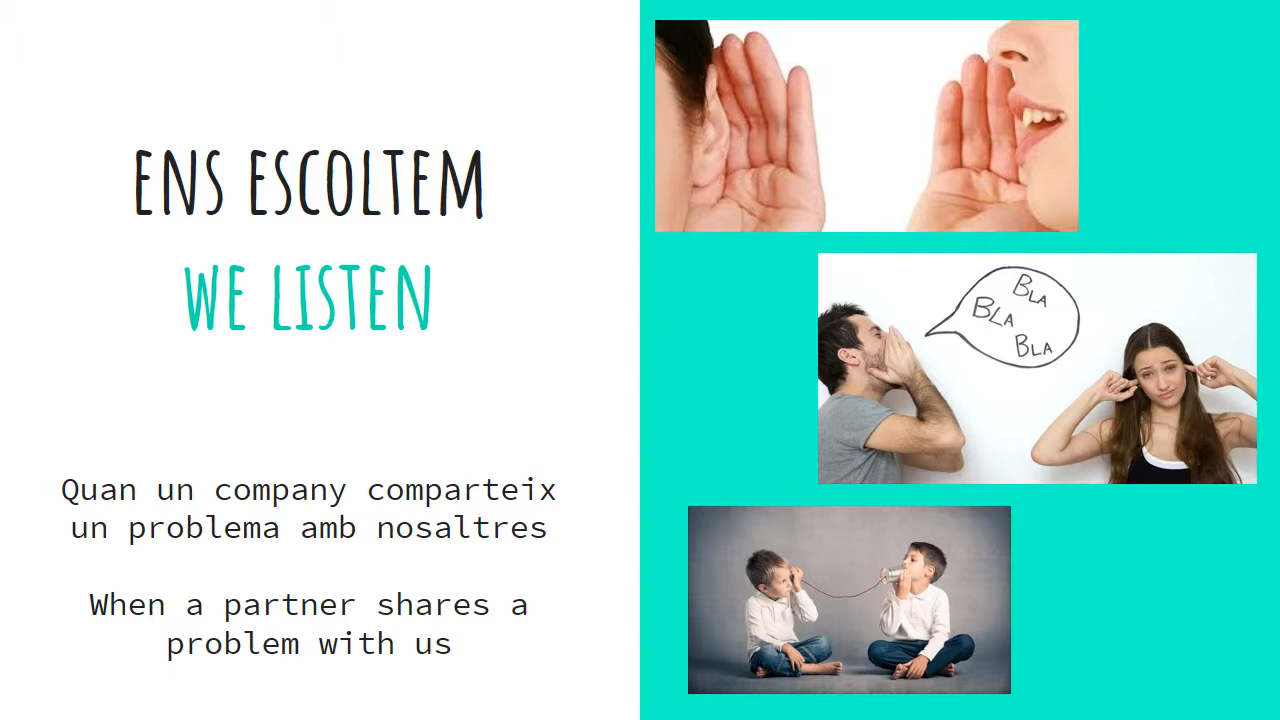 ENS ESCOLTEM
WE LISTEN
Quan un company comparteix
un problema amb nosaltres
When a partner shares a
problem with us
BLA
BLA
BLA